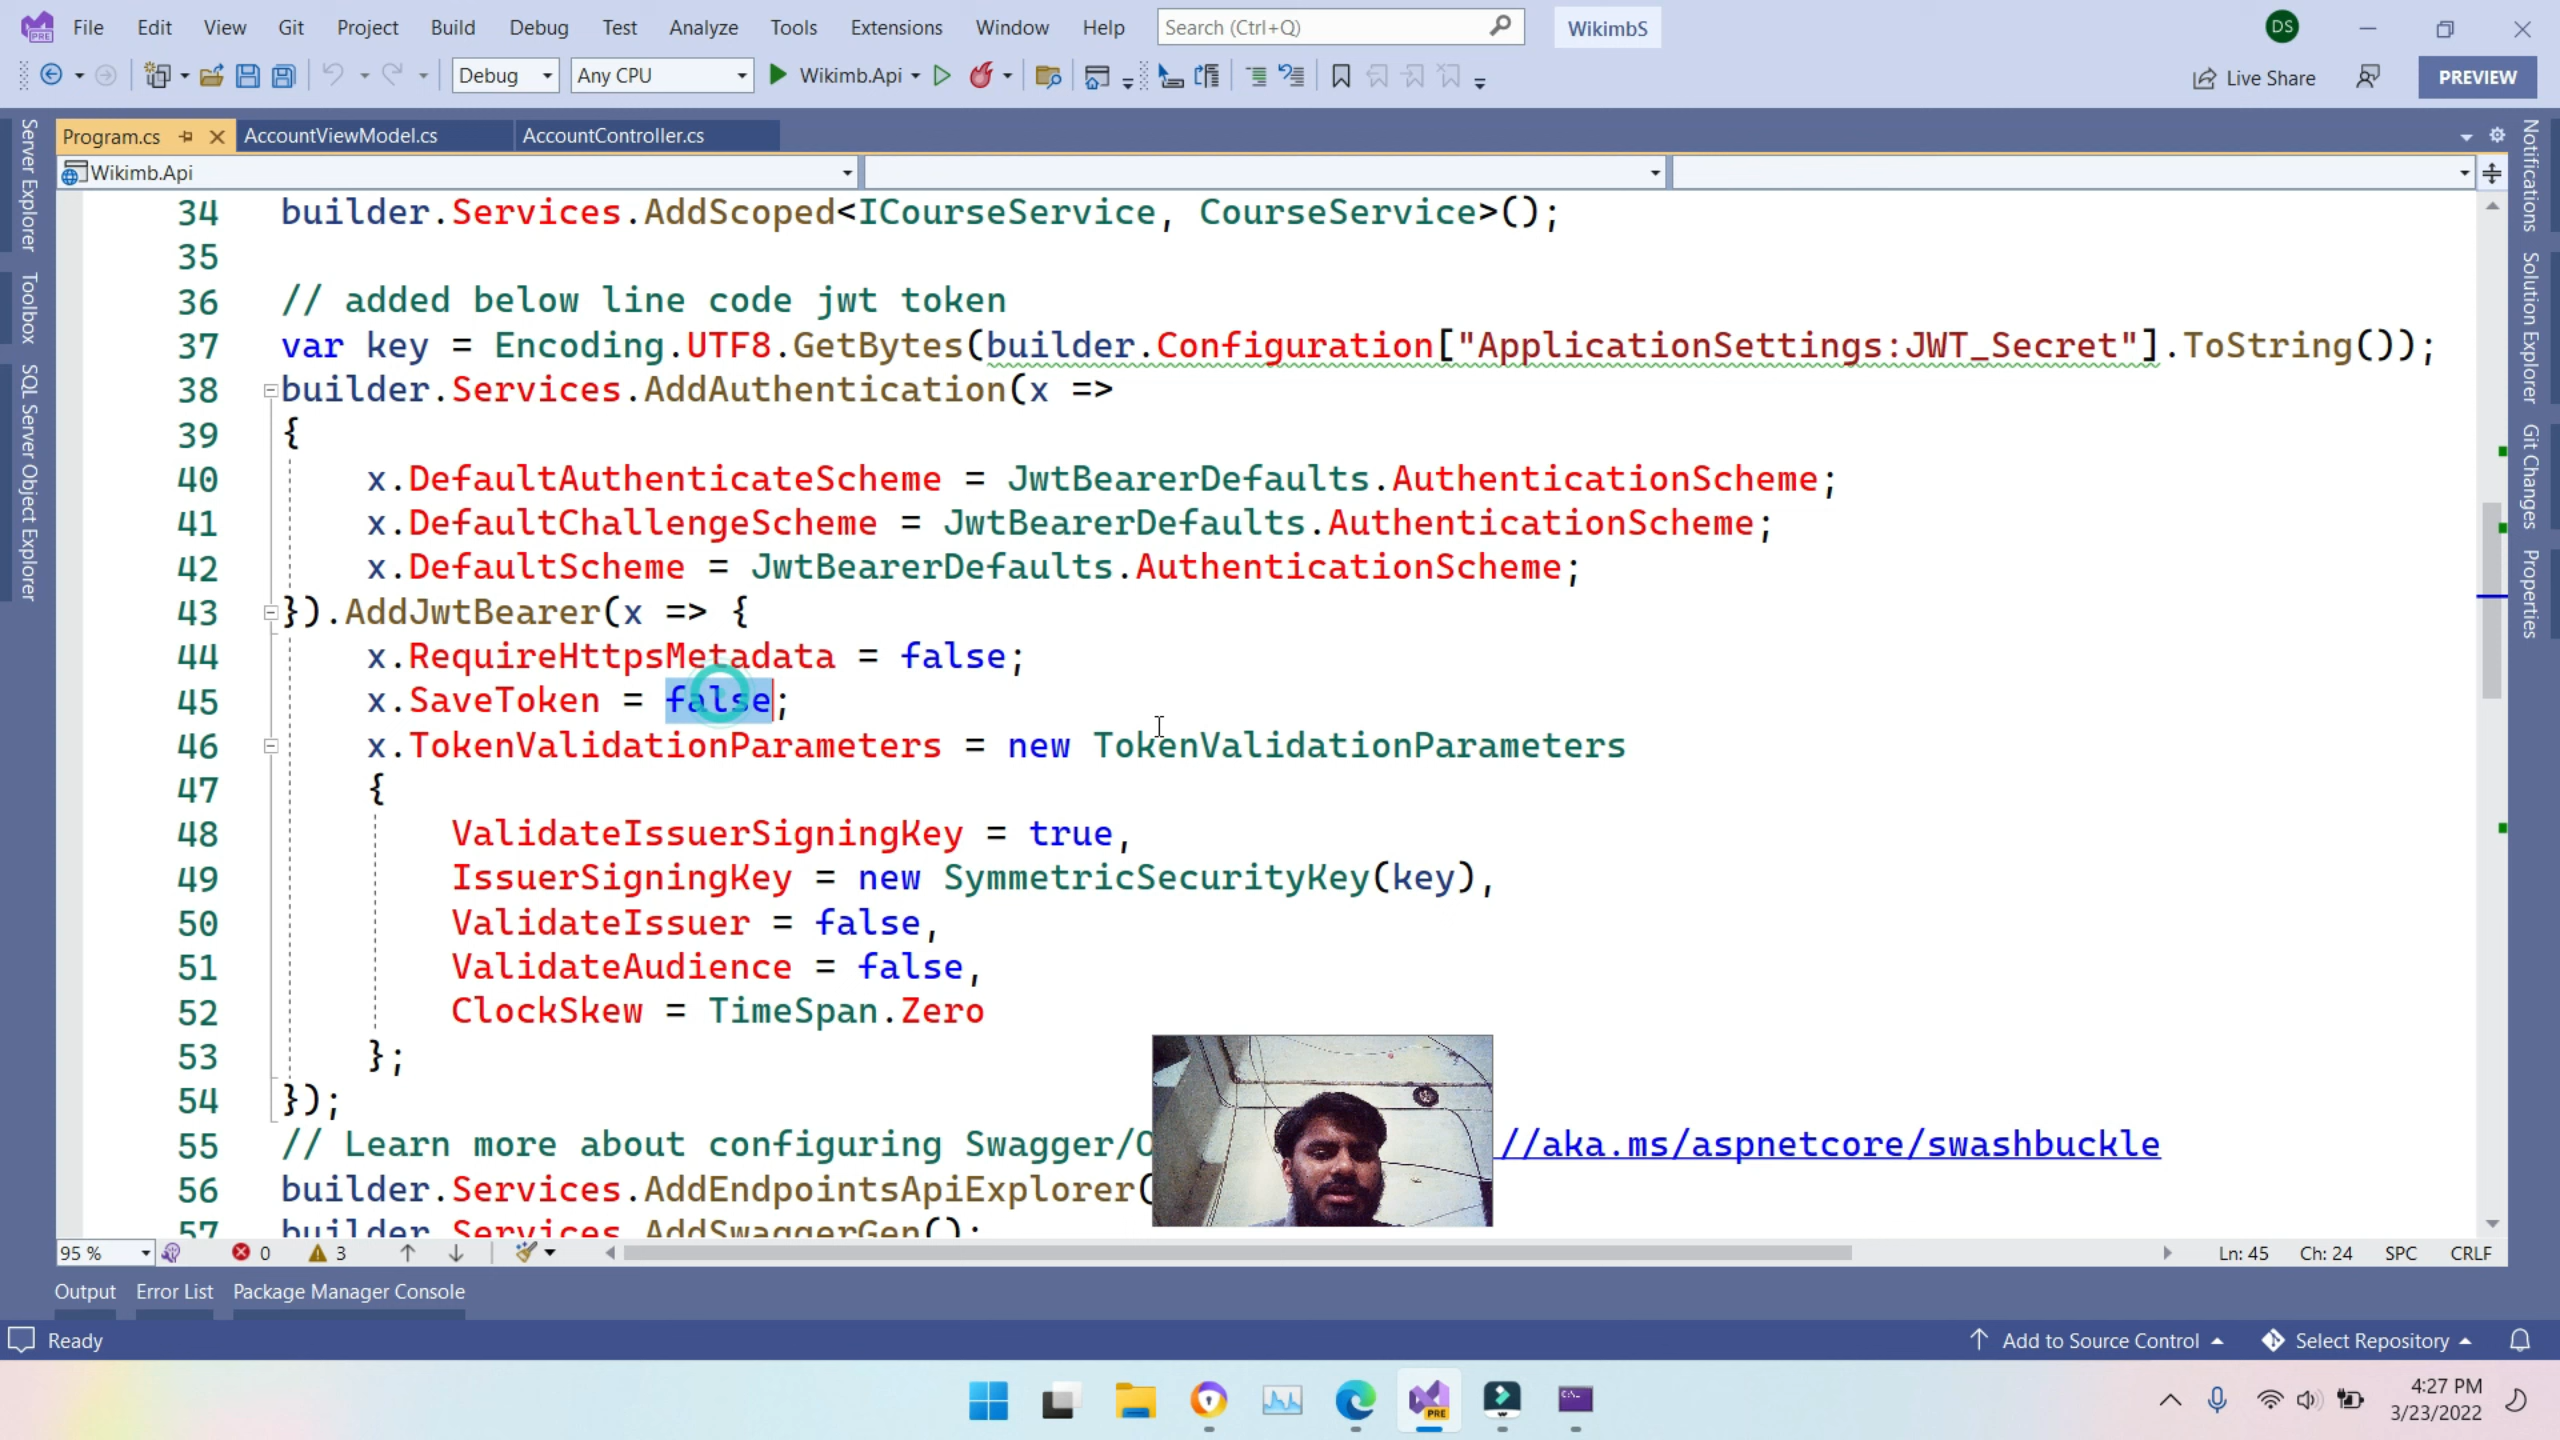 File Edit View Git Project Build Debug Test Analyze Tools Extensions Window Help Search (Ctrl+Q) WikimbS DS
Debug Any CPU Wikimb.Api Live Share PREVIEW
Program.cs AccountViewModel.cs AccountController.cs
Wikimb.Api
Server Explorer
Toolbox
SQL Server Object Explorer
34 builder.Services.AddScoped<ICourseService, CourseService>();
35
36 // added below line code jwt token
37 var key = Encoding.UTF8.GetBytes(builder.Configuration["ApplicationSettings:JWT_Secret"].ToString());
38 builder.Services.AddAuthentication(x =>
39 {
40 x.DefaultAuthenticateScheme = JwtBearerDefaults.AuthenticationScheme;
41 x.DefaultChallengeScheme = JwtBearerDefaults.AuthenticationScheme;
42 x.DefaultScheme = JwtBearerDefaults.AuthenticationScheme;
43 }).AddJwtBearer(x => {
44 x.RequireHttpsMetadata = false;
45 x.SaveToken = false;
46 x.TokenValidationParameters = new TokenValidationParameters
47 {
48 ValidateIssuerSigningKey = true,
49 IssuerSigningKey = new SymmetricSecurityKey(key),
50 ValidateIssuer = false,
51 ValidateAudience = false,
52 ClockSkew = TimeSpan.Zero
53 };
54 });
55 // Learn more about configuring Swagger/O //aka.ms/aspnetcore/swashbuckle
56 builder.Services.AddEndpointsApiExplorer(
57 builder.Services.AddSwaggerGen();
Notifications
Solution Explorer
Git Changes
Properties
95 % 0 3 Ln: 45 Ch: 24 SPC CRLF
Output Error List Package Manager Console
Ready Add to Source Control Select Repository
PRE
4:27 PM
3/23/2022